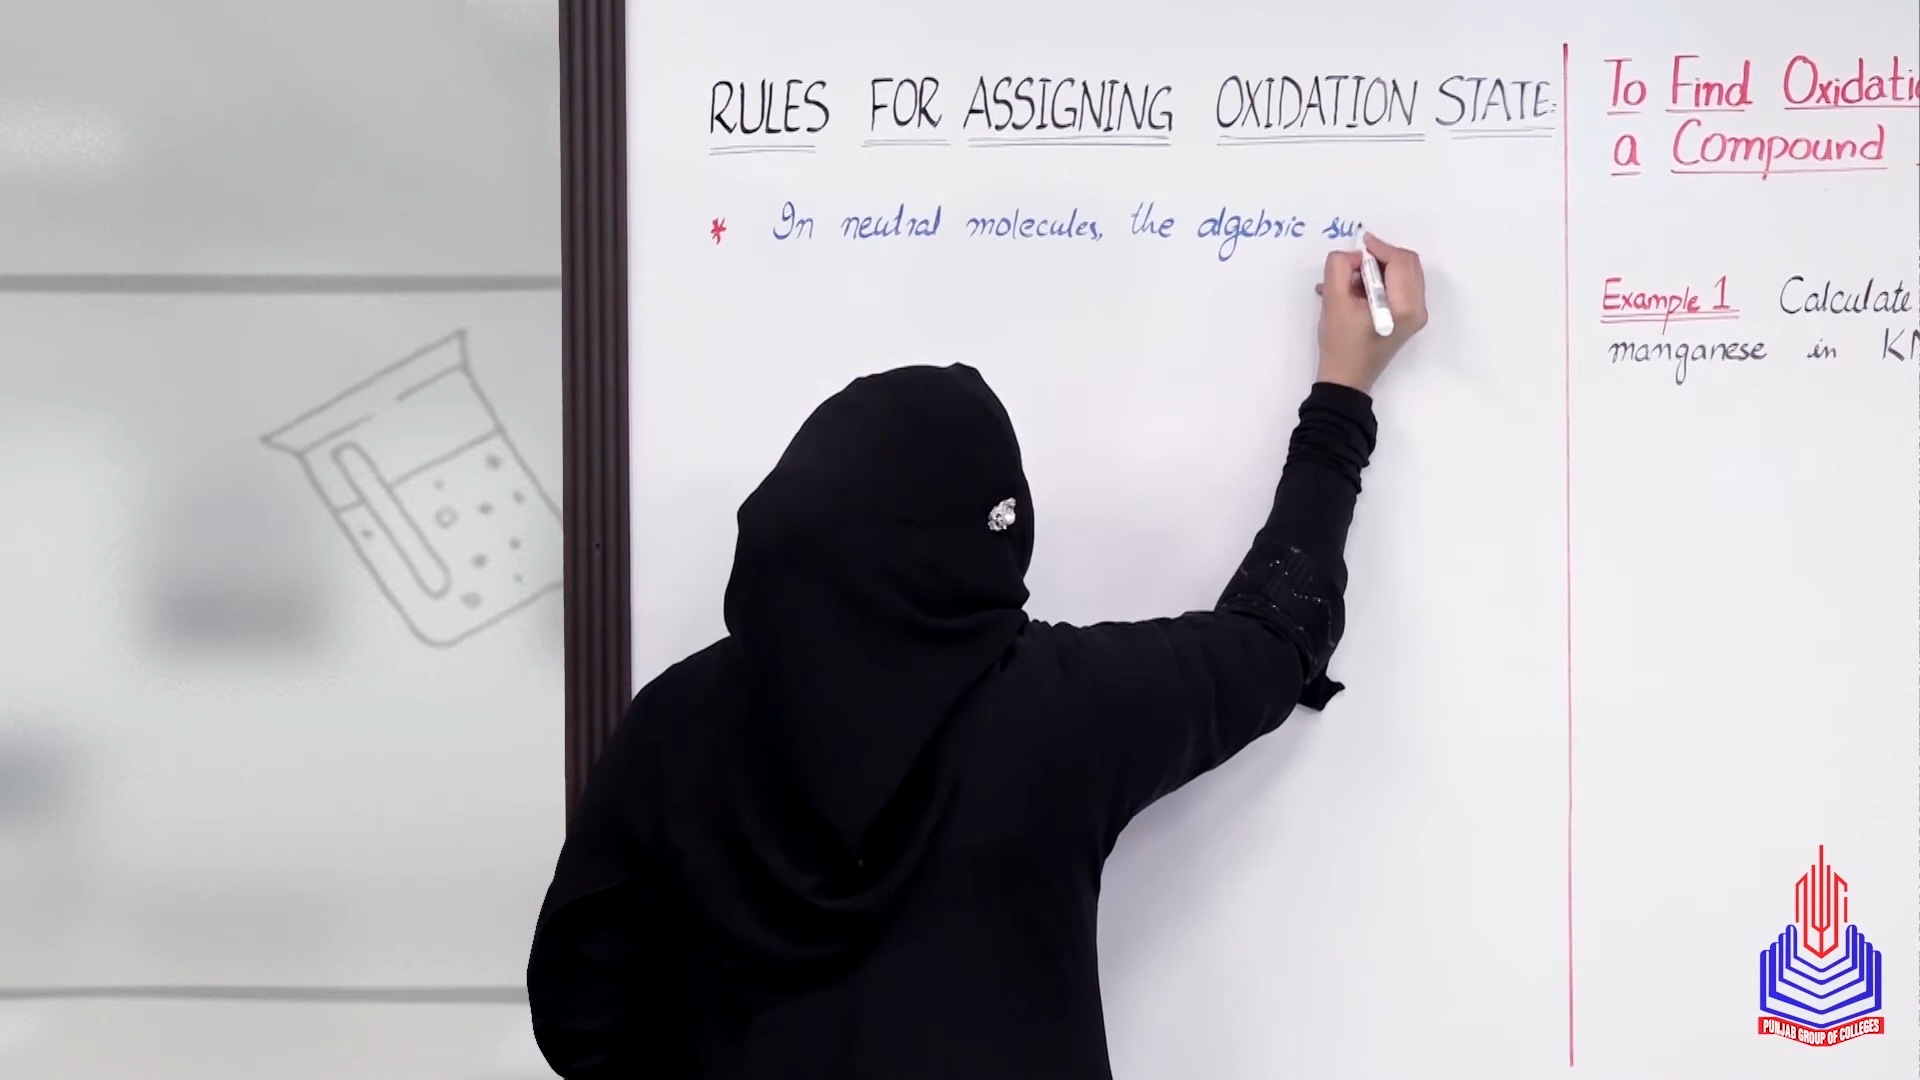 RULES FOR ASSIGNING OXIDATION STATE:
* In neutral molecules, the algebric su
To Find Oxidati
a Compound
Example 1 Calculate
manganese in KM
PUNJAB GROUP OF COLLEGES